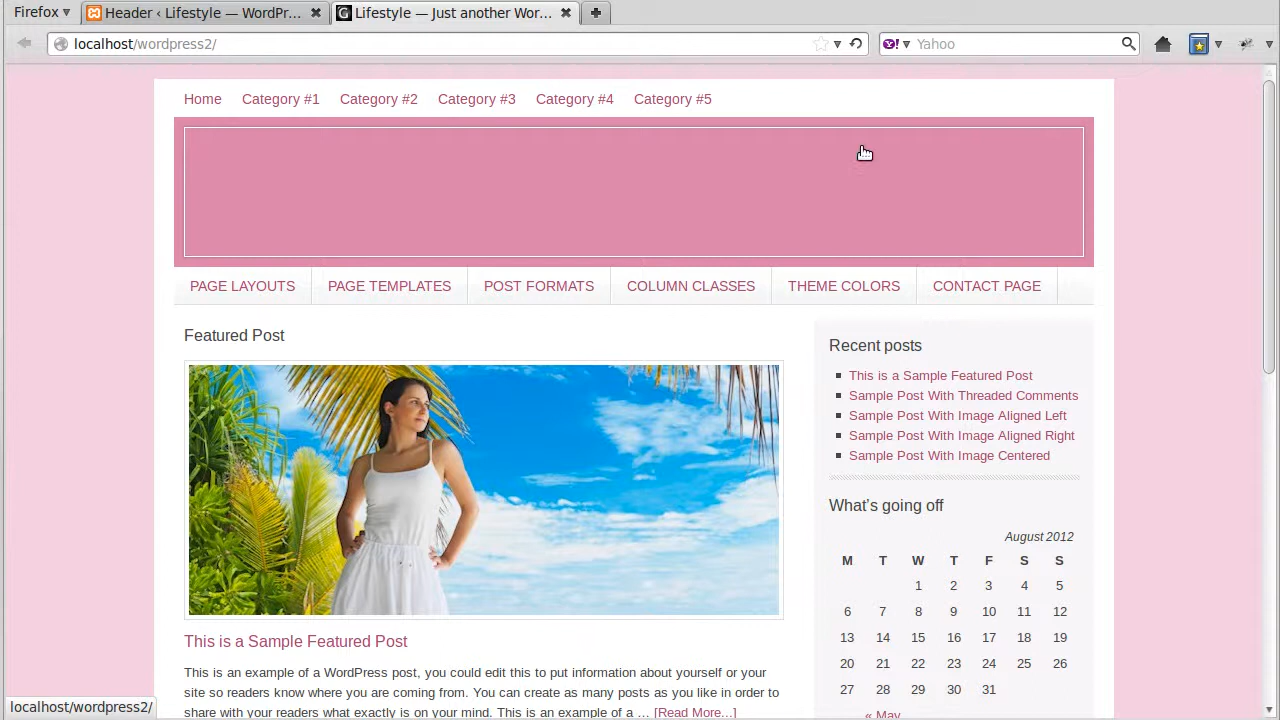 Firefox
Header ‹ Lifestyle — WordPr...
Lifestyle — Just another Wor...
localhost/wordpress2/
Yahoo
Home Category #1 Category #2 Category #3 Category #4 Category #5
PAGE LAYOUTS PAGE TEMPLATES POST FORMATS COLUMN CLASSES THEME COLORS CONTACT PAGE
Featured Post
This is a Sample Featured Post
This is an example of a WordPress post, you could edit this to put information about yourself or your
site so readers know where you are coming from. You can create as many posts as you like in order to
share with your readers what exactly is on your mind. This is an example of a … [Read More...]
Recent posts
This is a Sample Featured Post
Sample Post With Threaded Comments
Sample Post With Image Aligned Left
Sample Post With Image Aligned Right
Sample Post With Image Centered
What's going off
August 2012
M T W T F S S
1 2 3 4 5
6 7 8 9 10 11 12
13 14 15 16 17 18 19
20 21 22 23 24 25 26
27 28 29 30 31
« May
localhost/wordpress2/